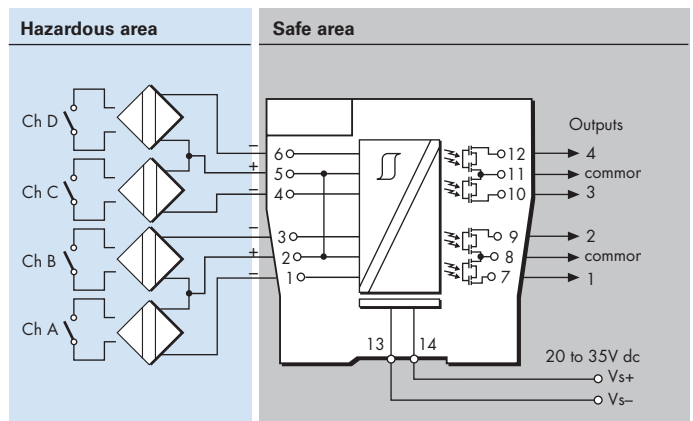 Hazardous area
Safe area
Ch D
Ch C
Ch B
Ch A
–
6
+
5
–
4
–
3
+
2
–
1
12
11
10
9
8
7
Outputs
4
commor
3
2
commor
1
13
14
20 to 35V dc
Vs+
Vs–